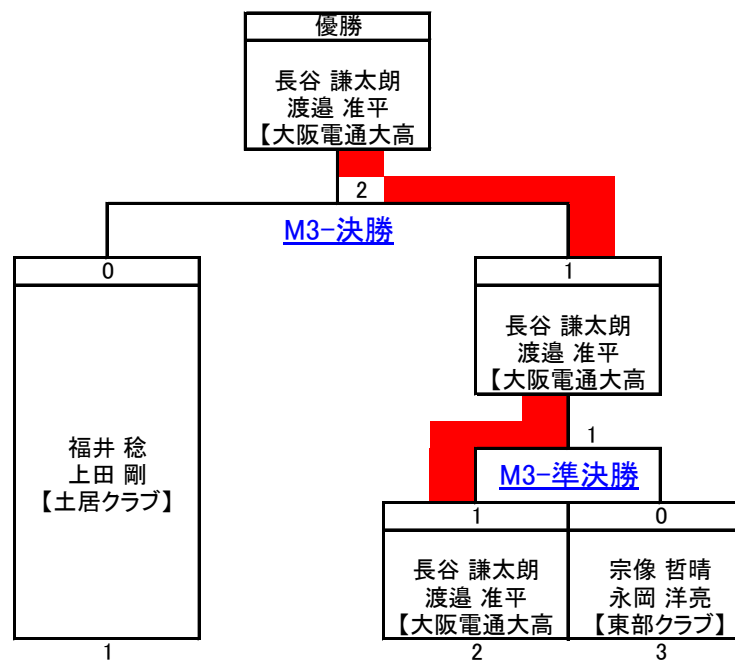 優勝
長谷 謙太朗
渡邉 准平
【大阪電通大高
2
M3-決勝
0
1
長谷 謙太朗
渡邉 准平
【大阪電通大高
福井 稔
上田 剛
【土居クラブ】
1
M3-準決勝
1
0
長谷 謙太朗
渡邉 准平
【大阪電通大高
宗像 哲晴
永岡 洋亮
【東部クラブ】
1
2
3